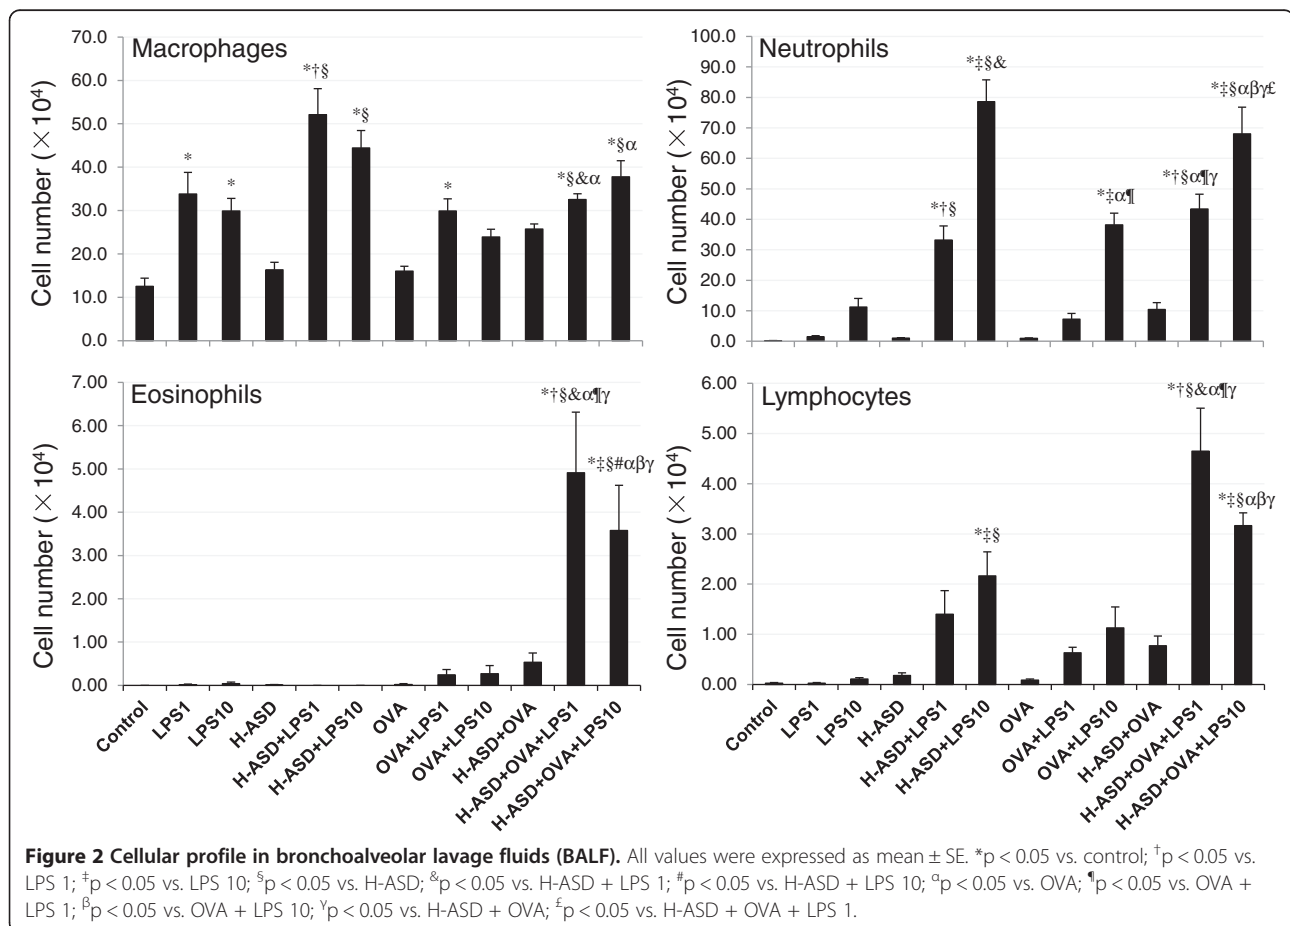 Macrophages
Cell number (×10⁴)
70.0
60.0
50.0
40.0
30.0
20.0
10.0
0.0
*
*
*†§
*§
*
*§&α
*§α
Neutrophils
Cell number (×10⁴)
100.0
90.0
80.0
70.0
60.0
50.0
40.0
30.0
20.0
10.0
0.0
*†§
*‡§&
*‡α¶
*†§α¶γ
*‡§αβγ£
Eosinophils
Cell number (×10⁴)
7.00
6.00
5.00
4.00
3.00
2.00
1.00
0.00
*†§&α¶γ
*‡§#αβγ
Control
LPS1
LPS10
H-ASD
H-ASD+LPS1
H-ASD+LPS10
OVA
OVA+LPS1
OVA+LPS10
H-ASD+OVA
H-ASD+OVA+LPS1
H-ASD+OVA+LPS10
Lymphocytes
Cell number (×10⁴)
6.00
5.00
4.00
3.00
2.00
1.00
0.00
*‡§
*†§&α¶γ
*‡§αβγ
Control
LPS1
LPS10
H-ASD
H-ASD+LPS1
H-ASD+LPS10
OVA
OVA+LPS1
OVA+LPS10
H-ASD+OVA
H-ASD+OVA+LPS1
H-ASD+OVA+LPS10
Figure 2 Cellular profile in bronchoalveolar lavage fluids (BALF). All values were expressed as mean ± SE. *p < 0.05 vs. control; †p < 0.05 vs.
LPS 1; ‡p < 0.05 vs. LPS 10; §p < 0.05 vs. H-ASD; &p < 0.05 vs. H-ASD + LPS 1; #p < 0.05 vs. H-ASD + LPS 10; αp < 0.05 vs. OVA; ¶p < 0.05 vs. OVA +
LPS 1; βp < 0.05 vs. OVA + LPS 10; γp < 0.05 vs. H-ASD + OVA; £p < 0.05 vs. H-ASD + OVA + LPS 1.